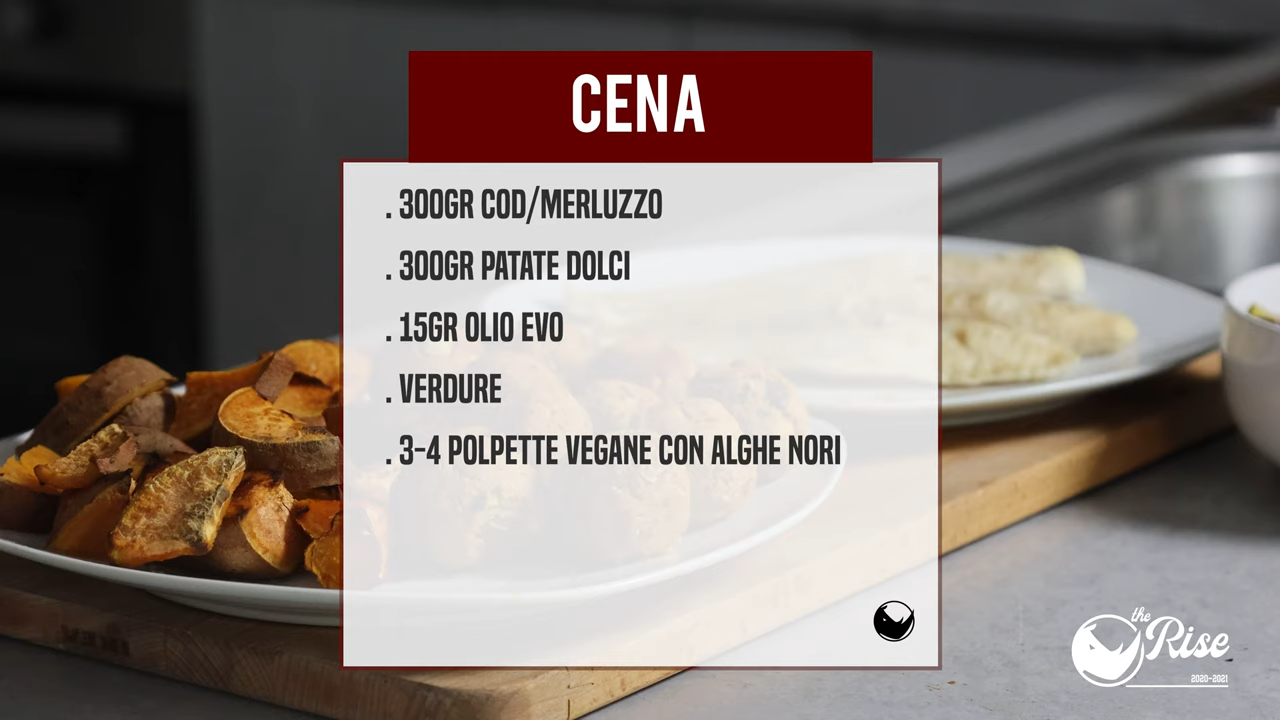 CENA
. 300GR COD/MERLUZZO
. 300GR PATATE DOLCI
. 15GR OLIO EVO
. VERDURE
. 3-4 POLPETTE VEGANE CON ALGHE NORI
the
Rise
2020-2021